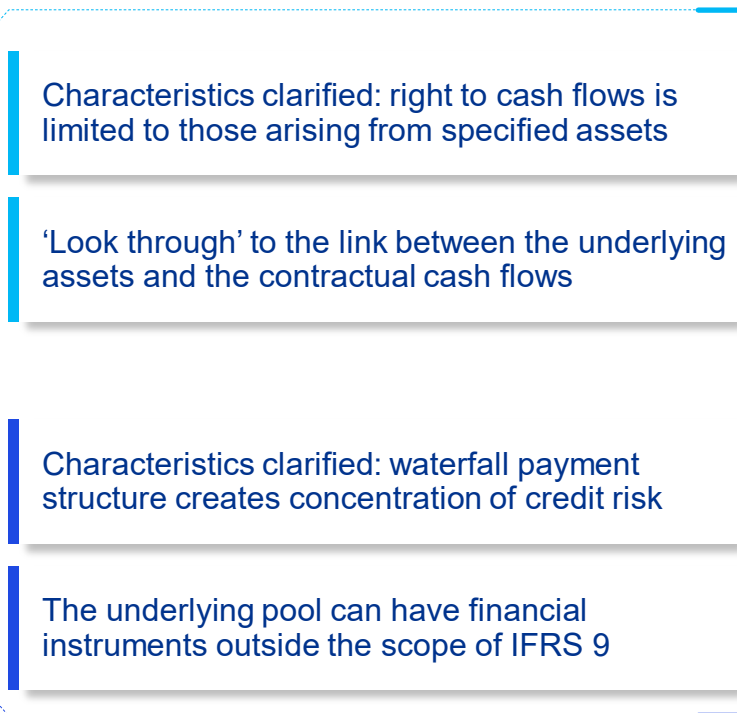 Characteristics clarified: right to cash flows is
limited to those arising from specified assets
‘Look through’ to the link between the underlying
assets and the contractual cash flows
Characteristics clarified: waterfall payment
structure creates concentration of credit risk
The underlying pool can have financial
instruments outside the scope of IFRS 9